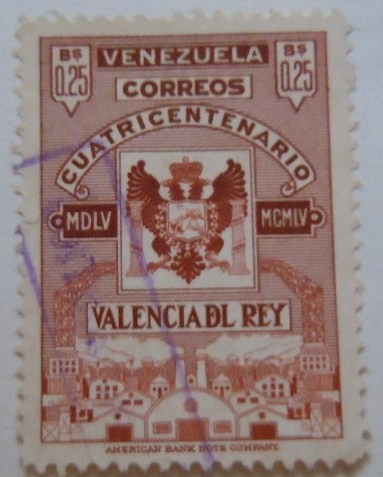 Bs VENEZUELA Bs
0.25 CORREOS 0.25
CUATRICENTENARIO
MDLV MCMLV
VALENCIA DL REY
AMERICAN BANK NOTE COMPANY